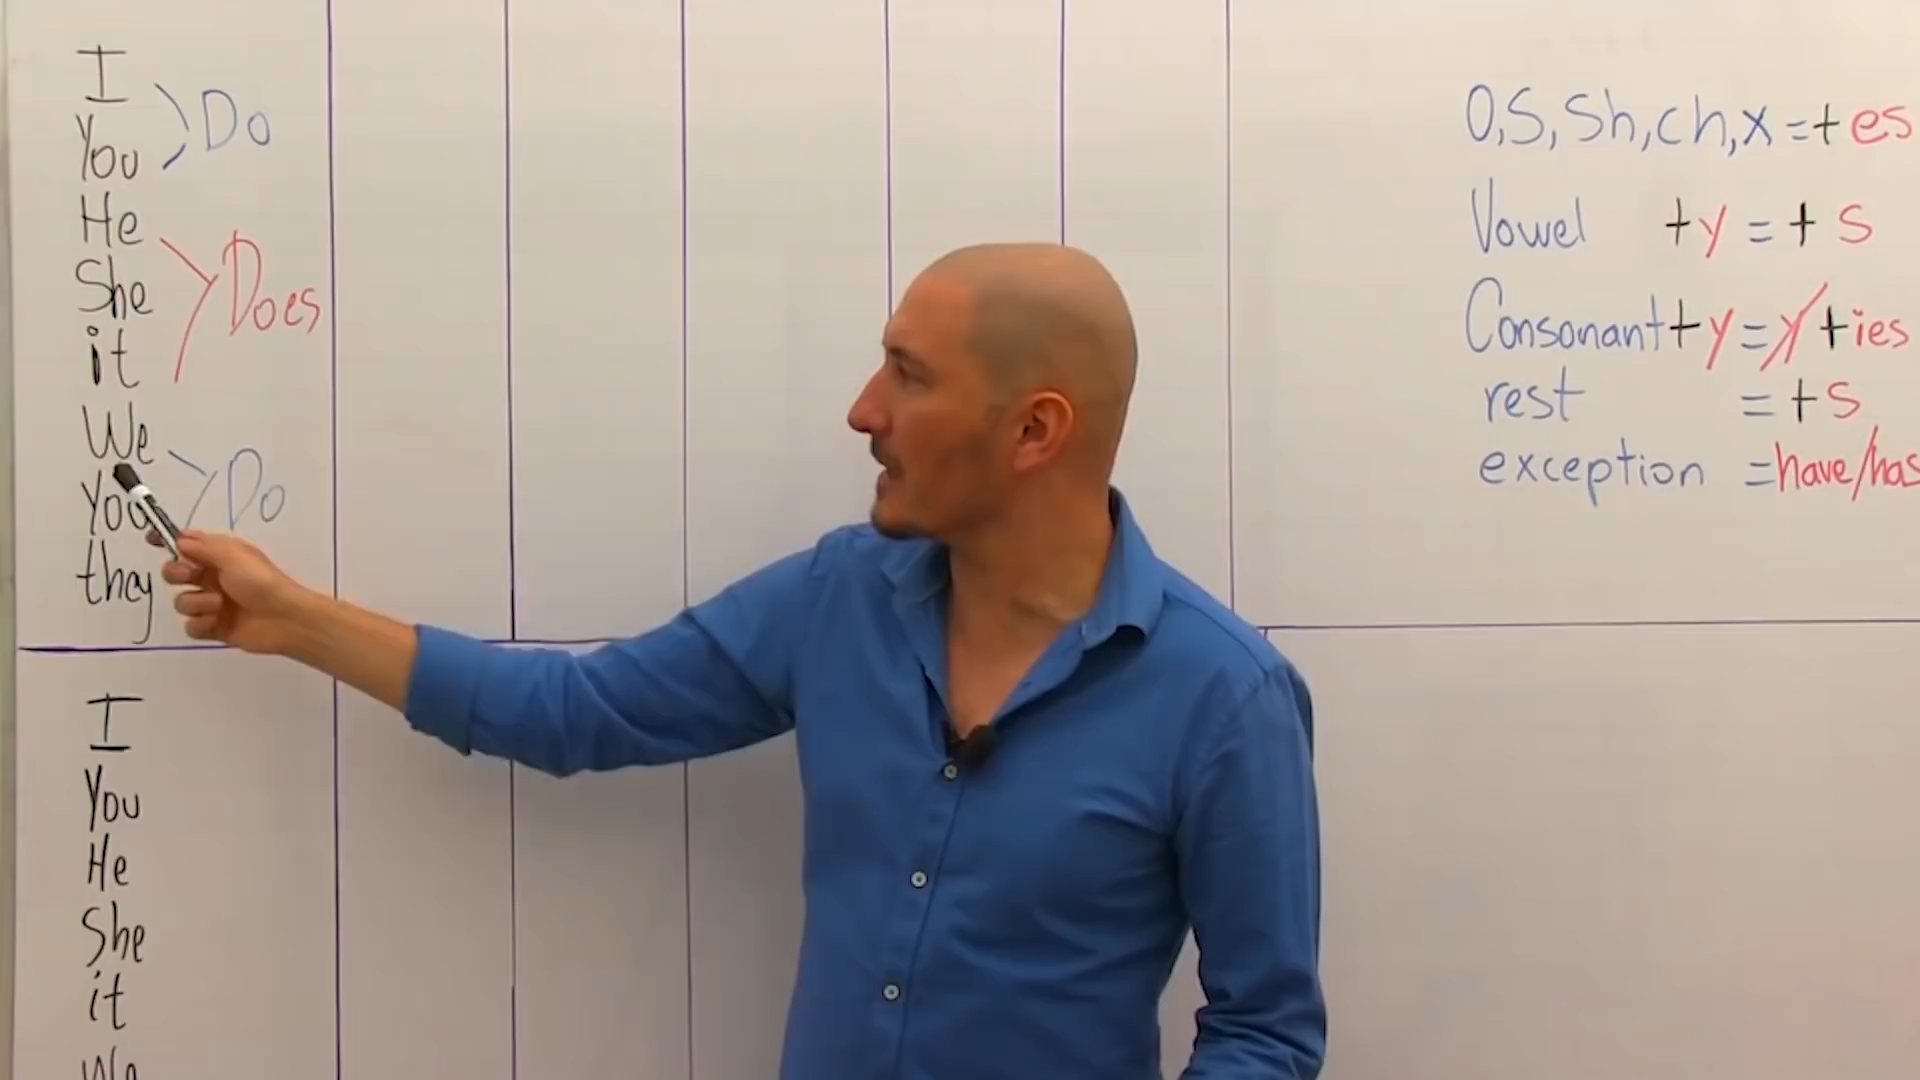 I
You
Do
He
She
it
Does
We
You
they
Do
I
You
He
She
it
We
O, S, Sh, ch, x = + es
Vowel + y = + s
Consonant + y = y + ies
rest = + s
exception = have/has